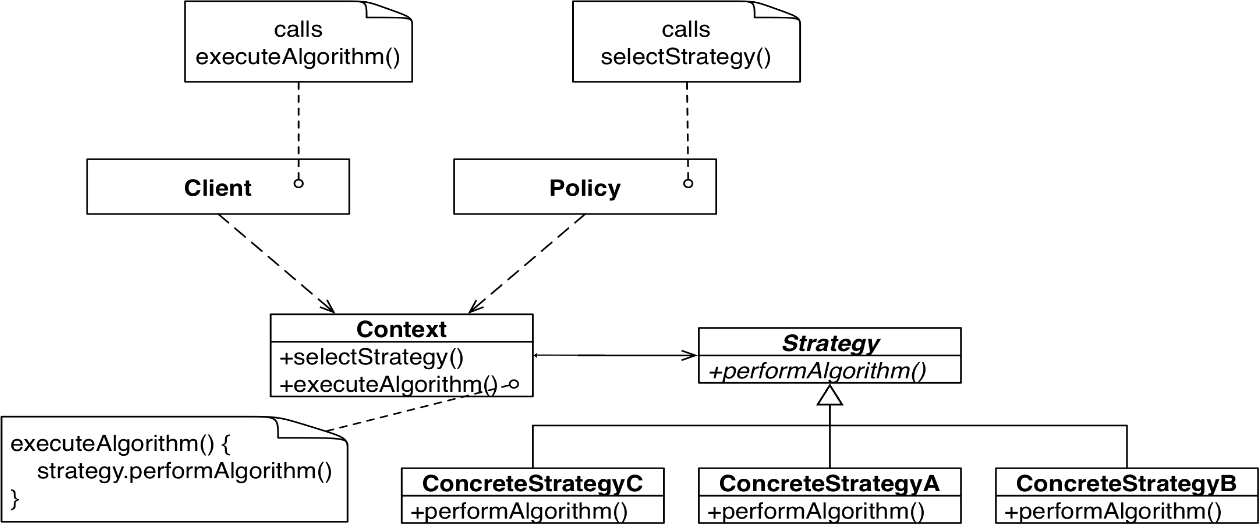 calls
executeAlgorithm()
calls
selectStrategy()
Client
Policy
Context
+selectStrategy()
+executeAlgorithm()
Strategy
+performAlgorithm()
executeAlgorithm() {
strategy.performAlgorithm()
}
ConcreteStrategyC
+performAlgorithm()
ConcreteStrategyA
+performAlgorithm()
ConcreteStrategyB
+performAlgorithm()